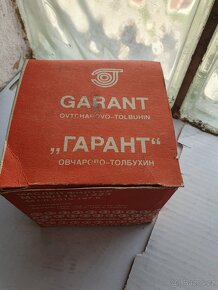 GARANT
OVTCHAROVO-TOLBUHIN
„ГАРАНТ“
ОВЧАРОВО-ТОЛБУХИН